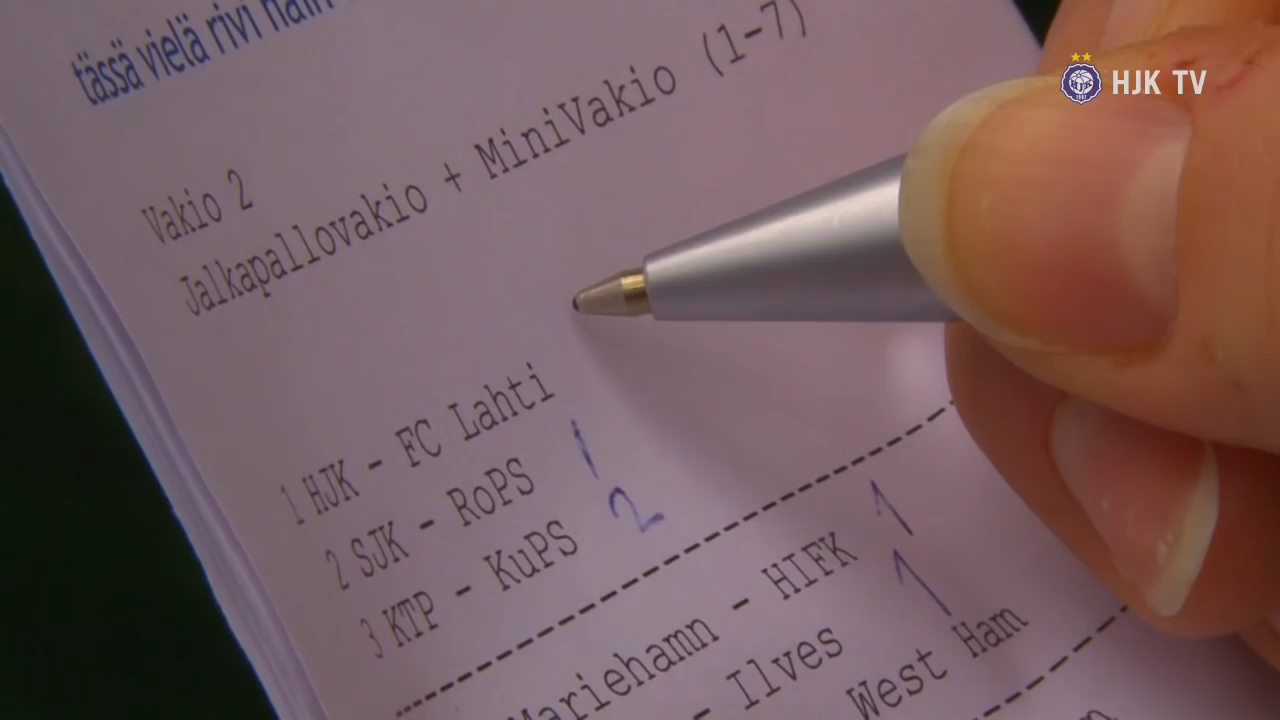 HJK TV
tässä vielä rivi näin
Vakio 2
Jalkapallovakio + MiniVakio (1-7)
1 HJK - FC Lahti
2 SJK - RoPS 1
3 KTP - KuPS 2
Mariehamn - HIFK 1
- Ilves 1
West Ham